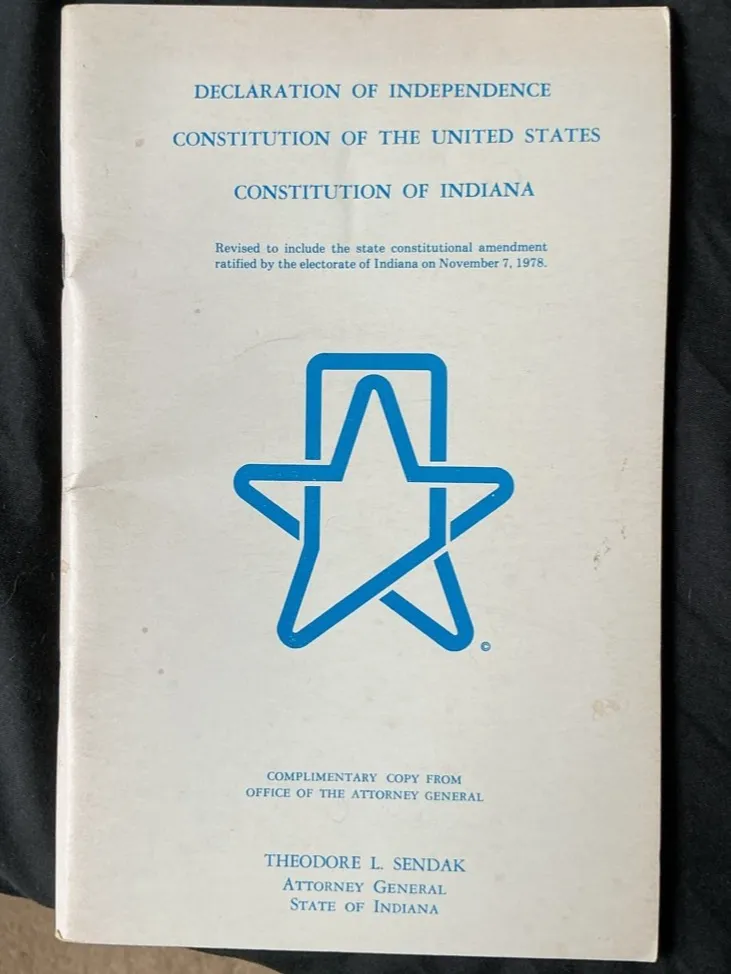 DECLARATION OF INDEPENDENCE
CONSTITUTION OF THE UNITED STATES
CONSTITUTION OF INDIANA
Revised to include the state constitutional amendment
ratified by the electorate of Indiana on November 7, 1978.
©
COMPLIMENTARY COPY FROM
OFFICE OF THE ATTORNEY GENERAL
THEODORE L. SENDAK
ATTORNEY GENERAL
STATE OF INDIANA